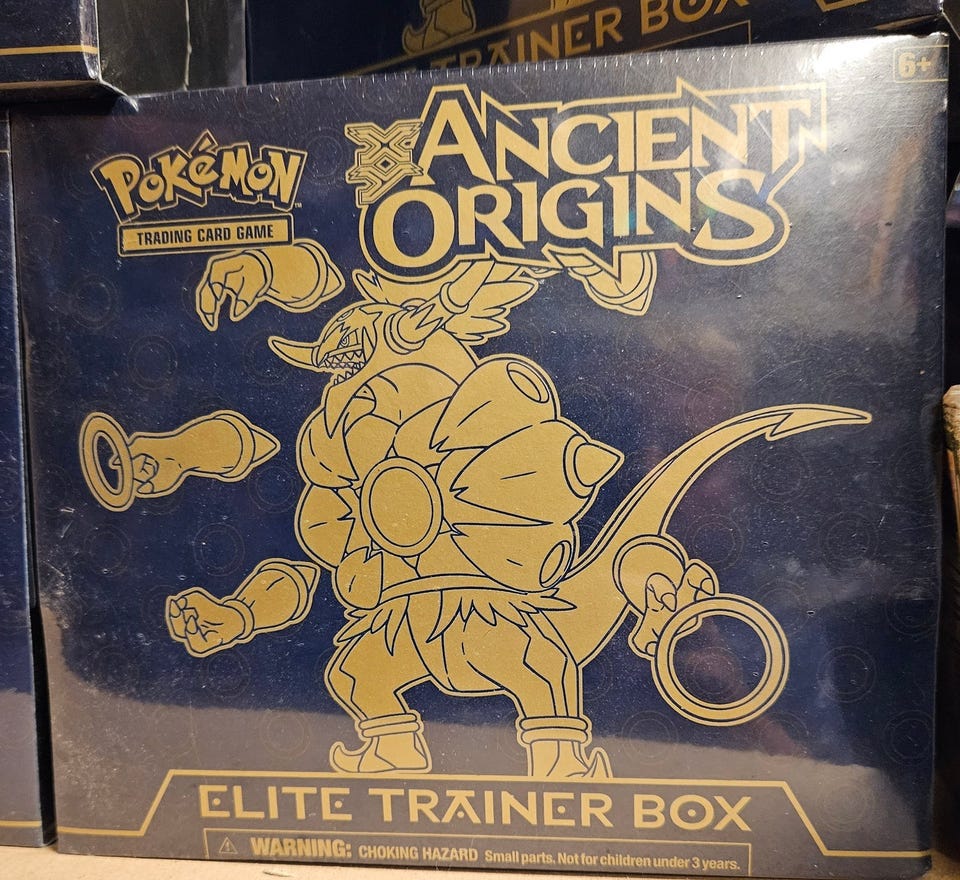 TRAINER BOX
6+
POKÉMON™
TRADING CARD GAME
XY ANCIENT
ORIGINS
ELITE TRAINER BOX
WARNING: CHOKING HAZARD Small parts. Not for children under 3 years.